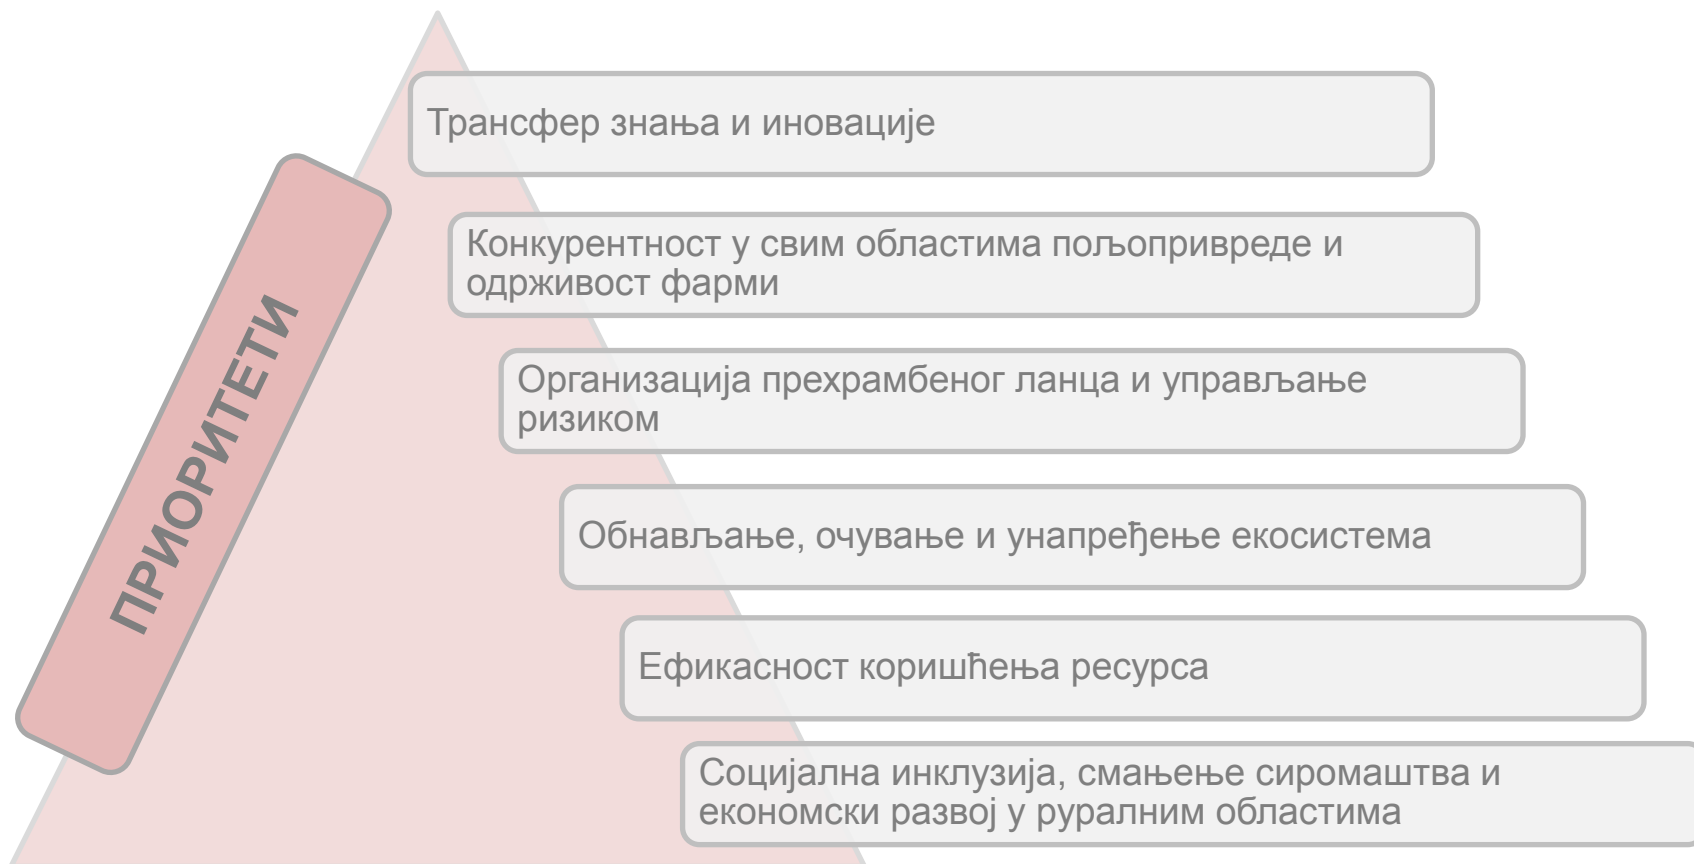 ПРИОРИТЕТИ
Трансфер знања и иновације
Конкурентност у свим областима пољопривреде и
одрживост фарми
Организација прехрамбеног ланца и управљање
ризиком
Обнављање, очување и унапређење екосистема
Ефикасност коришћења ресурса
Социјална инклузија, смањење сиромаштва и
економски развој у руралним областима